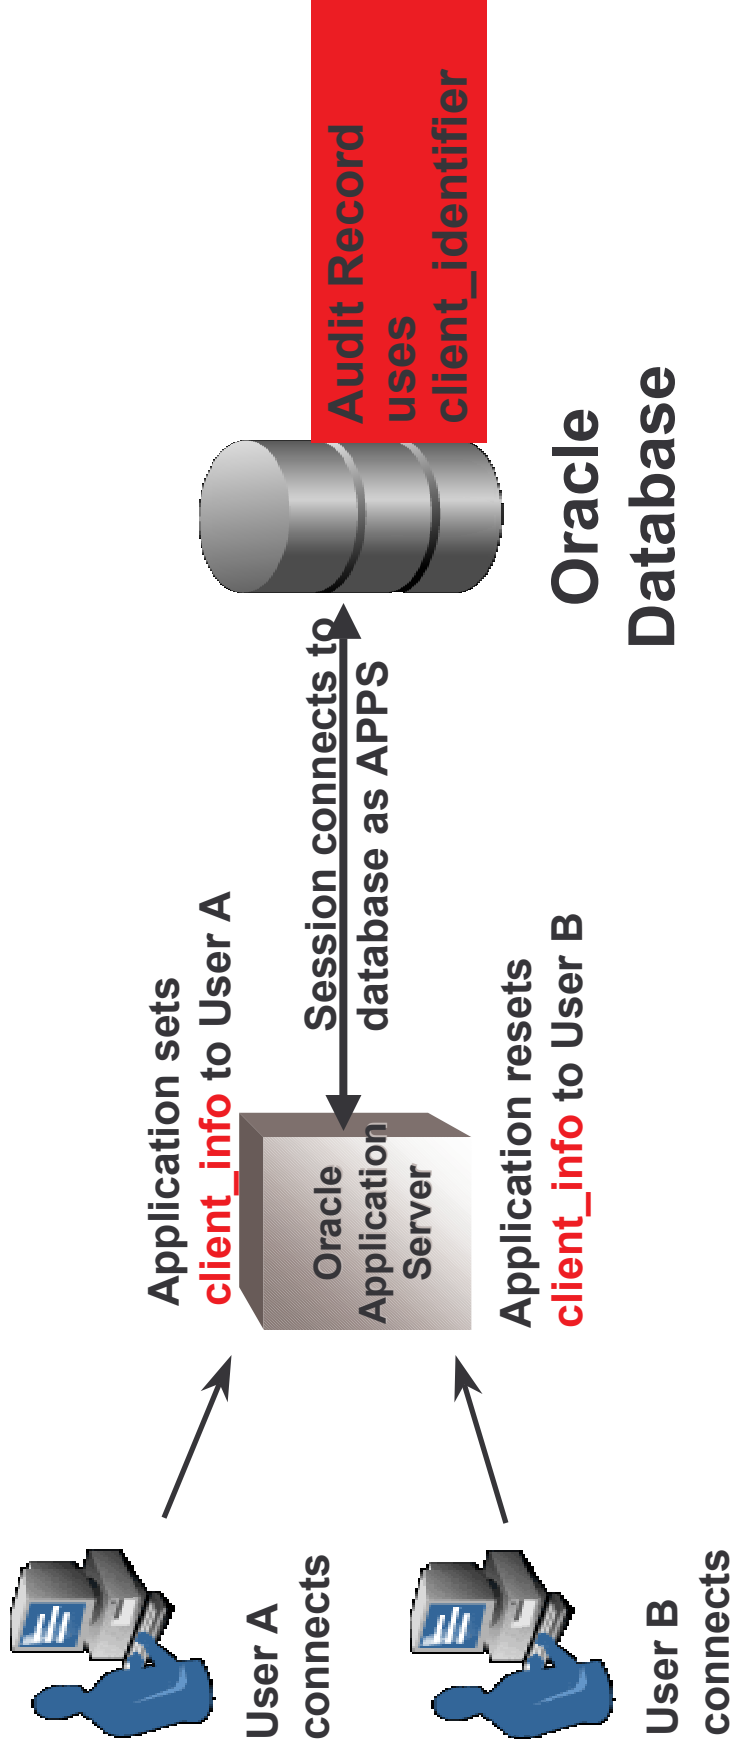 User A
connects
Application sets
client_info to User A
Oracle
Application
Server
Session connects to
database as APPS
Audit Record
uses
client_identifier
Oracle
Database
User B
connects
Application resets
client_info to User B